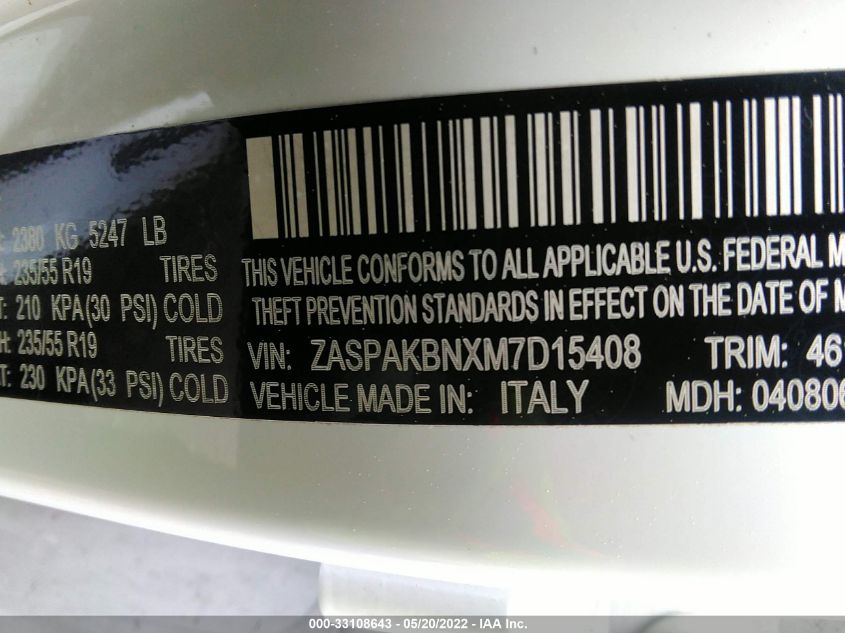 2380 KG 5247 LB
235/55 R19 TIRES
T: 210 KPA(30 PSI) COLD
H: 235/55 R19 TIRES
T: 230 KPA(33 PSI) COLD
THIS VEHICLE CONFORMS TO ALL APPLICABLE U.S. FEDERAL M
THEFT PREVENTION STANDARDS IN EFFECT ON THE DATE OF M
VIN: ZASPAKBNXM7D15408 TRIM: 461
VEHICLE MADE IN: ITALY MDH: 040806
000-33108643 - 05/20/2022 - IAA Inc.